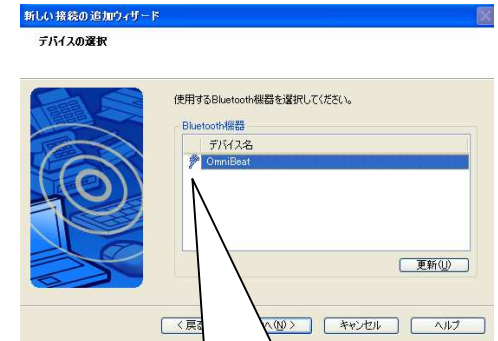 新しい接続の追加ウィザード
デバイスの選択
使用するBluetooth機器を選択してください。
Bluetooth機器
デバイス名
OmniBeat
更新(U)
< 戻 へ(N) > キャンセル ヘルプ